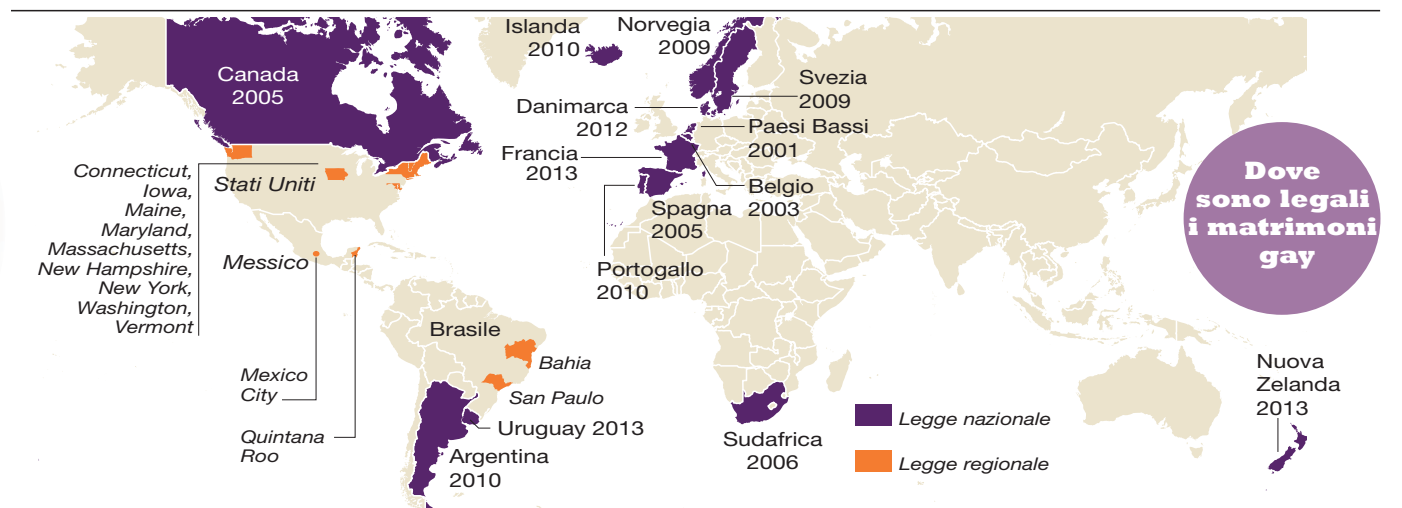 Islanda
2010
Norvegia
2009
Canada
2005
Svezia
2009
Danimarca
2012
Paesi Bassi
2001
Francia
2013
Belgio
2003
Spagna
2005
Portogallo
2010
Connecticut,
Iowa,
Maine,
Maryland,
Massachusetts,
New Hampshire,
New York,
Washington,
Vermont
Stati Uniti
Messico
Mexico
City
Quintana
Roo
Brasile
Bahia
San Paulo
Uruguay 2013
Argentina
2010
Sudafrica
2006
Dove
sono legali
i matrimoni
gay
Nuova
Zelanda
2013
Legge nazionale
Legge regionale